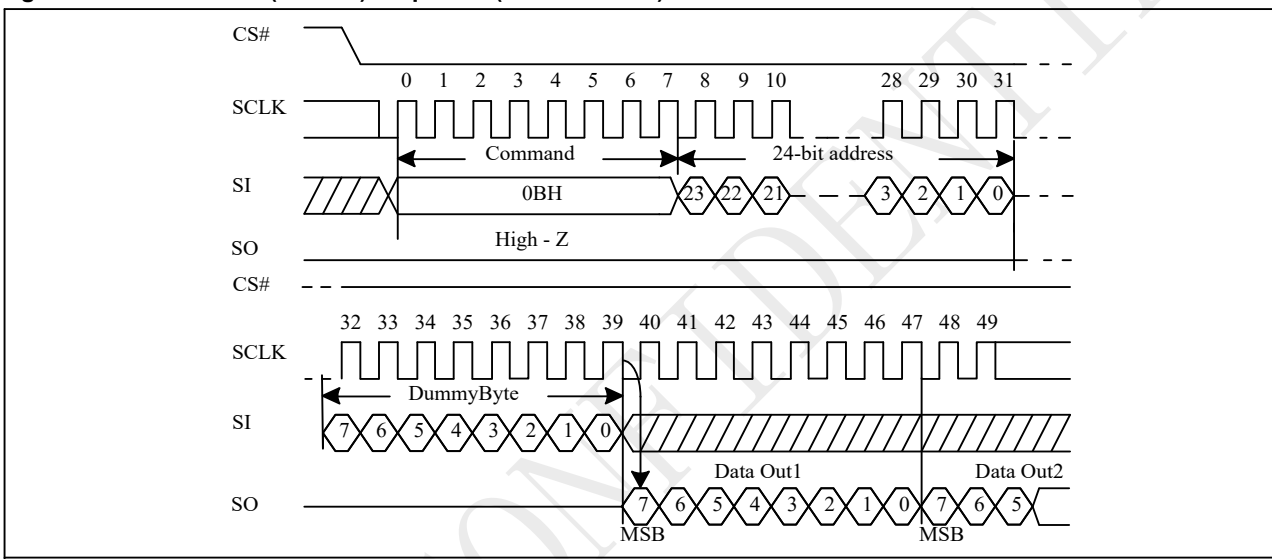 CS#
0 1 2 3 4 5 6 7 8 9 10 28 29 30 31
SCLK
Command 24-bit address
SI 0BH 23 22 21 3 2 1 0
High - Z
SO
CS#
32 33 34 35 36 37 38 39 40 41 42 43 44 45 46 47 48 49
SCLK
DummyByte
SI 7 6 5 4 3 2 1 0
Data Out1 Data Out2
SO 7 6 5 4 3 2 1 0 7 6 5
MSB MSB